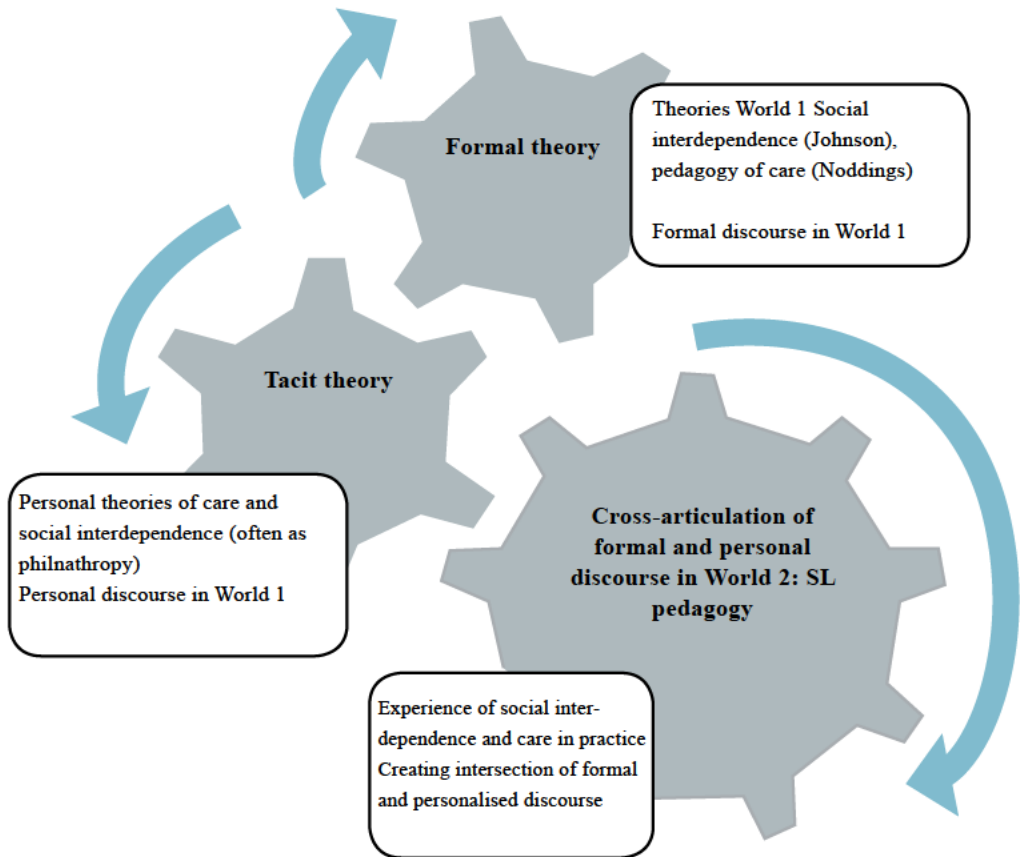 Formal theory
Theories World 1 Social
interdependence (Johnson),
pedagogy of care (Noddings)
Formal discourse in World 1
Tacit theory
Personal theories of care and
social interdependence (often as
philnathropy)
Personal discourse in World 1
Cross-articulation of
formal and personal
discourse in World 2: SL
pedagogy
Experience of social inter-
dependence and care in practice
Creating intersection of formal
and personalised discourse